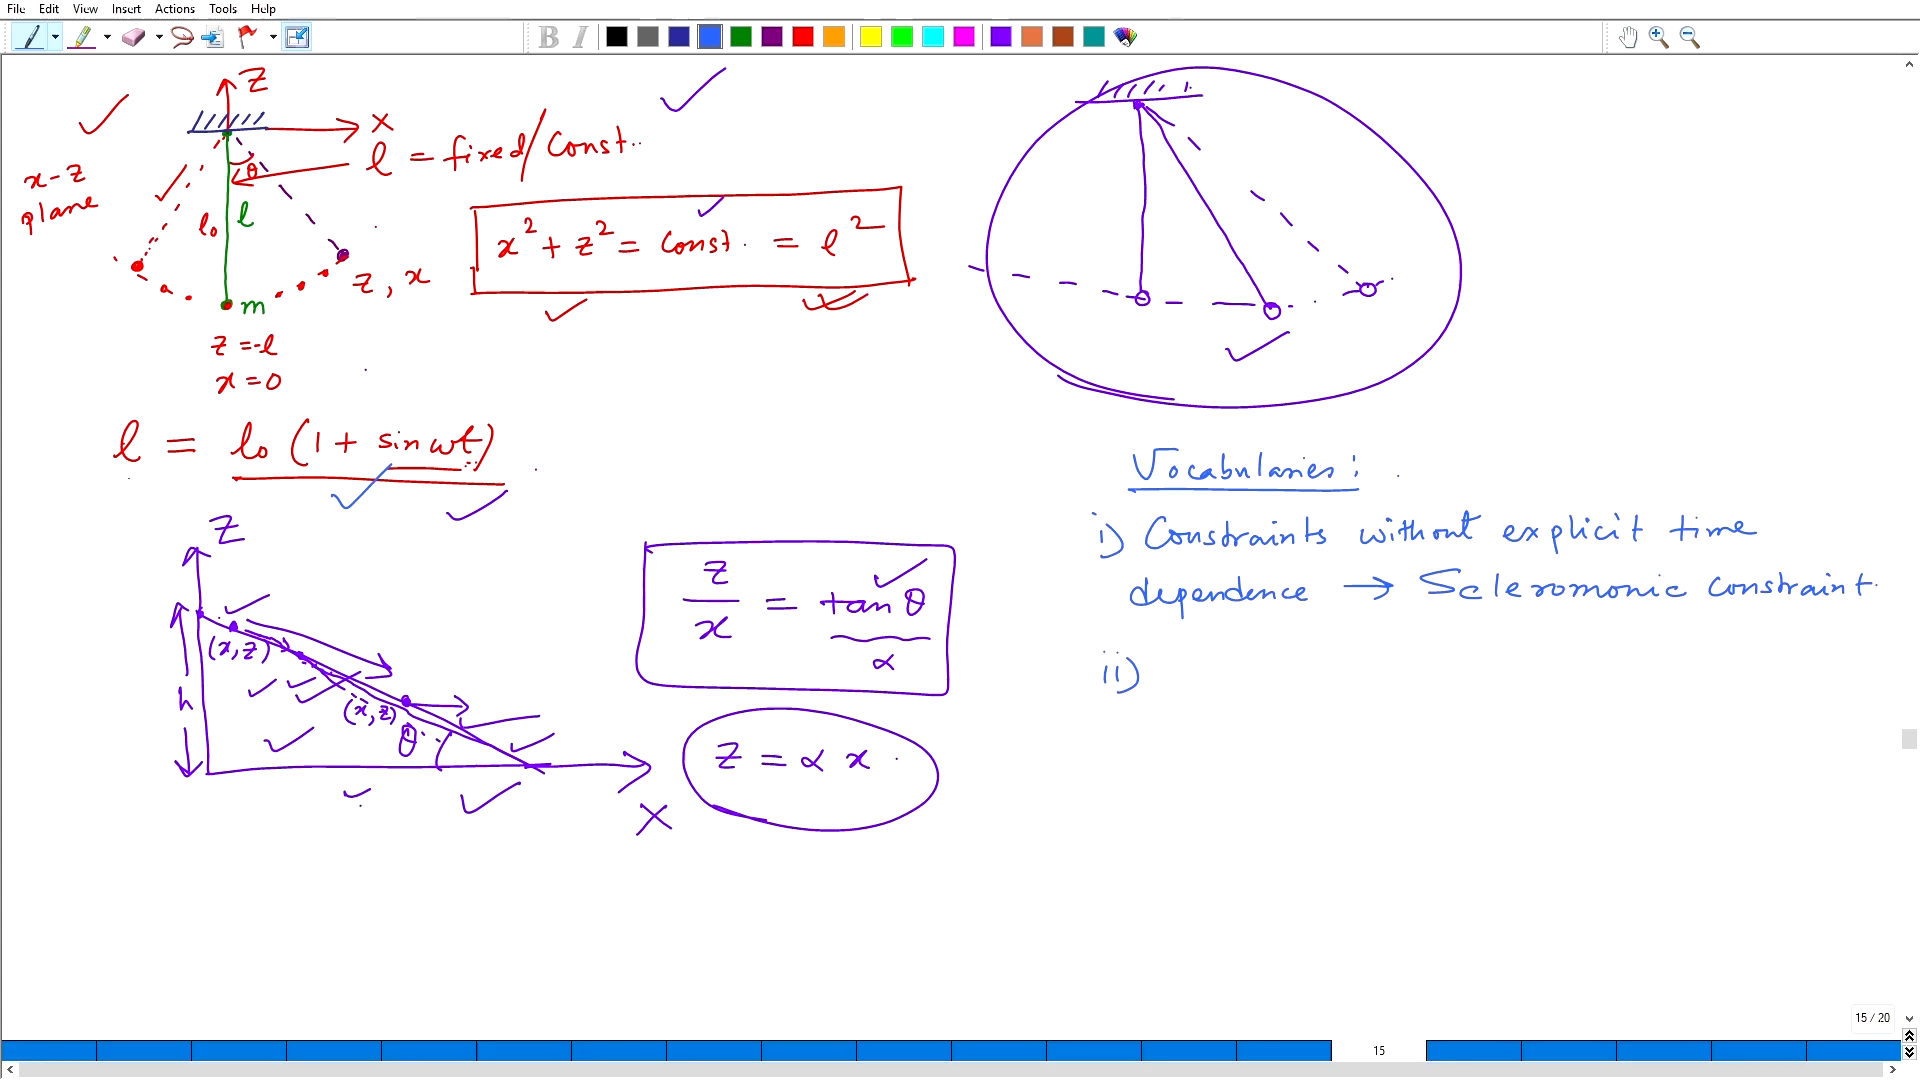 File Edit View Insert Actions Tools Help
B I
Z
x
x-z
plane
θ
l = fixed/const..
l₀ l
x² + z² = const. = l²
z, x
m
z = -l
x = 0
l = l₀ (1 + sin ωt)
Vocabularies:
i) Constraints without explicit time
dependence → Scleromonic constraint.
ii)
Z
(x, z)
h
(x, z)
θ
X
z/x = tan θ
α
z = α x
15 / 20
15